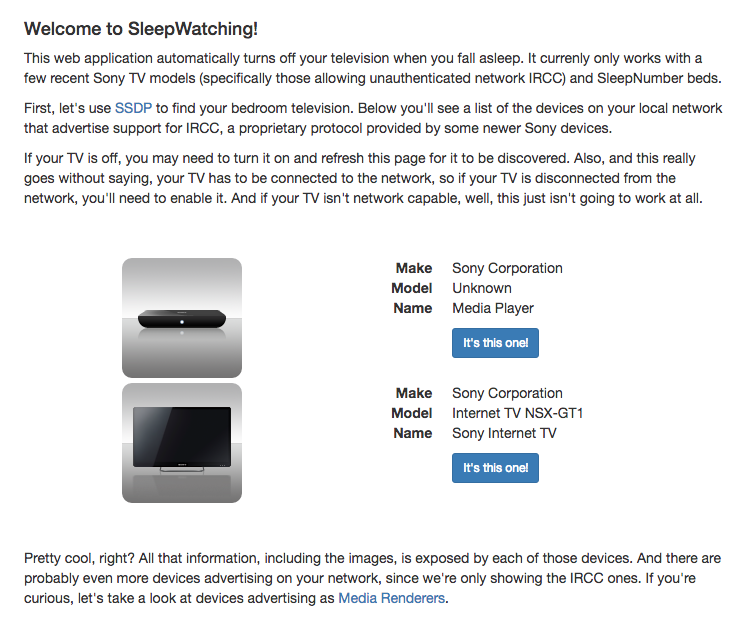 Welcome to SleepWatching!
This web application automatically turns off your television when you fall asleep. It currenly only works with a
few recent Sony TV models (specifically those allowing unauthenticated network IRCC) and SleepNumber beds.
First, let's use SSDP to find your bedroom television. Below you'll see a list of the devices on your local network
that advertise support for IRCC, a proprietary protocol provided by some newer Sony devices.
If your TV is off, you may need to turn it on and refresh this page for it to be discovered. Also, and this really
goes without saying, your TV has to be connected to the network, so if your TV is disconnected from the
network, you'll need to enable it. And if your TV isn't network capable, well, this just isn't going to work at all.
Make Sony Corporation
Model Unknown
Name Media Player
It's this one!
Make Sony Corporation
Model Internet TV NSX-GT1
Name Sony Internet TV
It's this one!
Pretty cool, right? All that information, including the images, is exposed by each of those devices. And there are
probably even more devices advertising on your network, since we're only showing the IRCC ones. If you're
curious, let's take a look at devices advertising as Media Renderers.